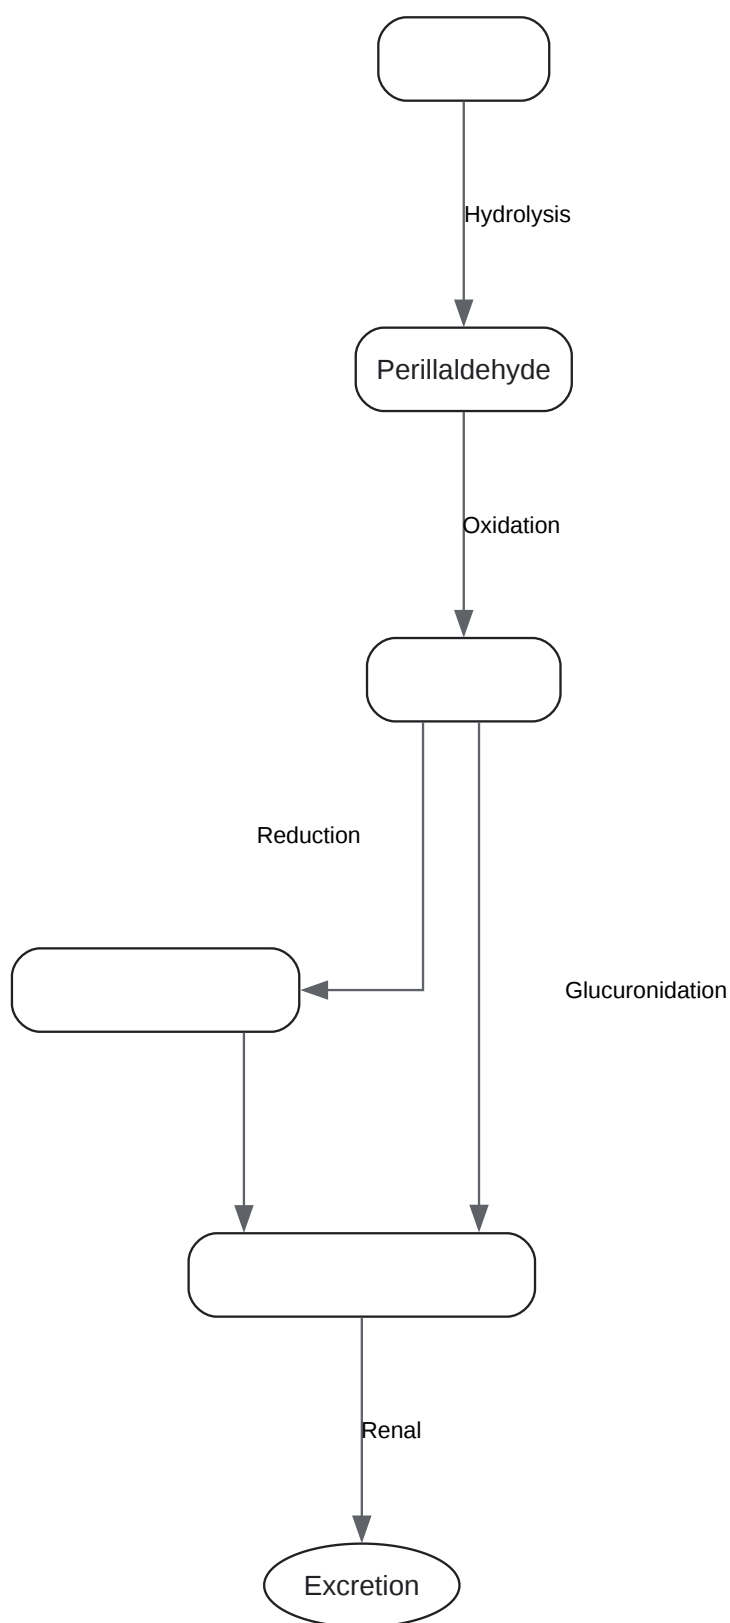 Hydrolysis
Perillaldehyde
Oxidation
Reduction
Glucuronidation
Renal
Excretion